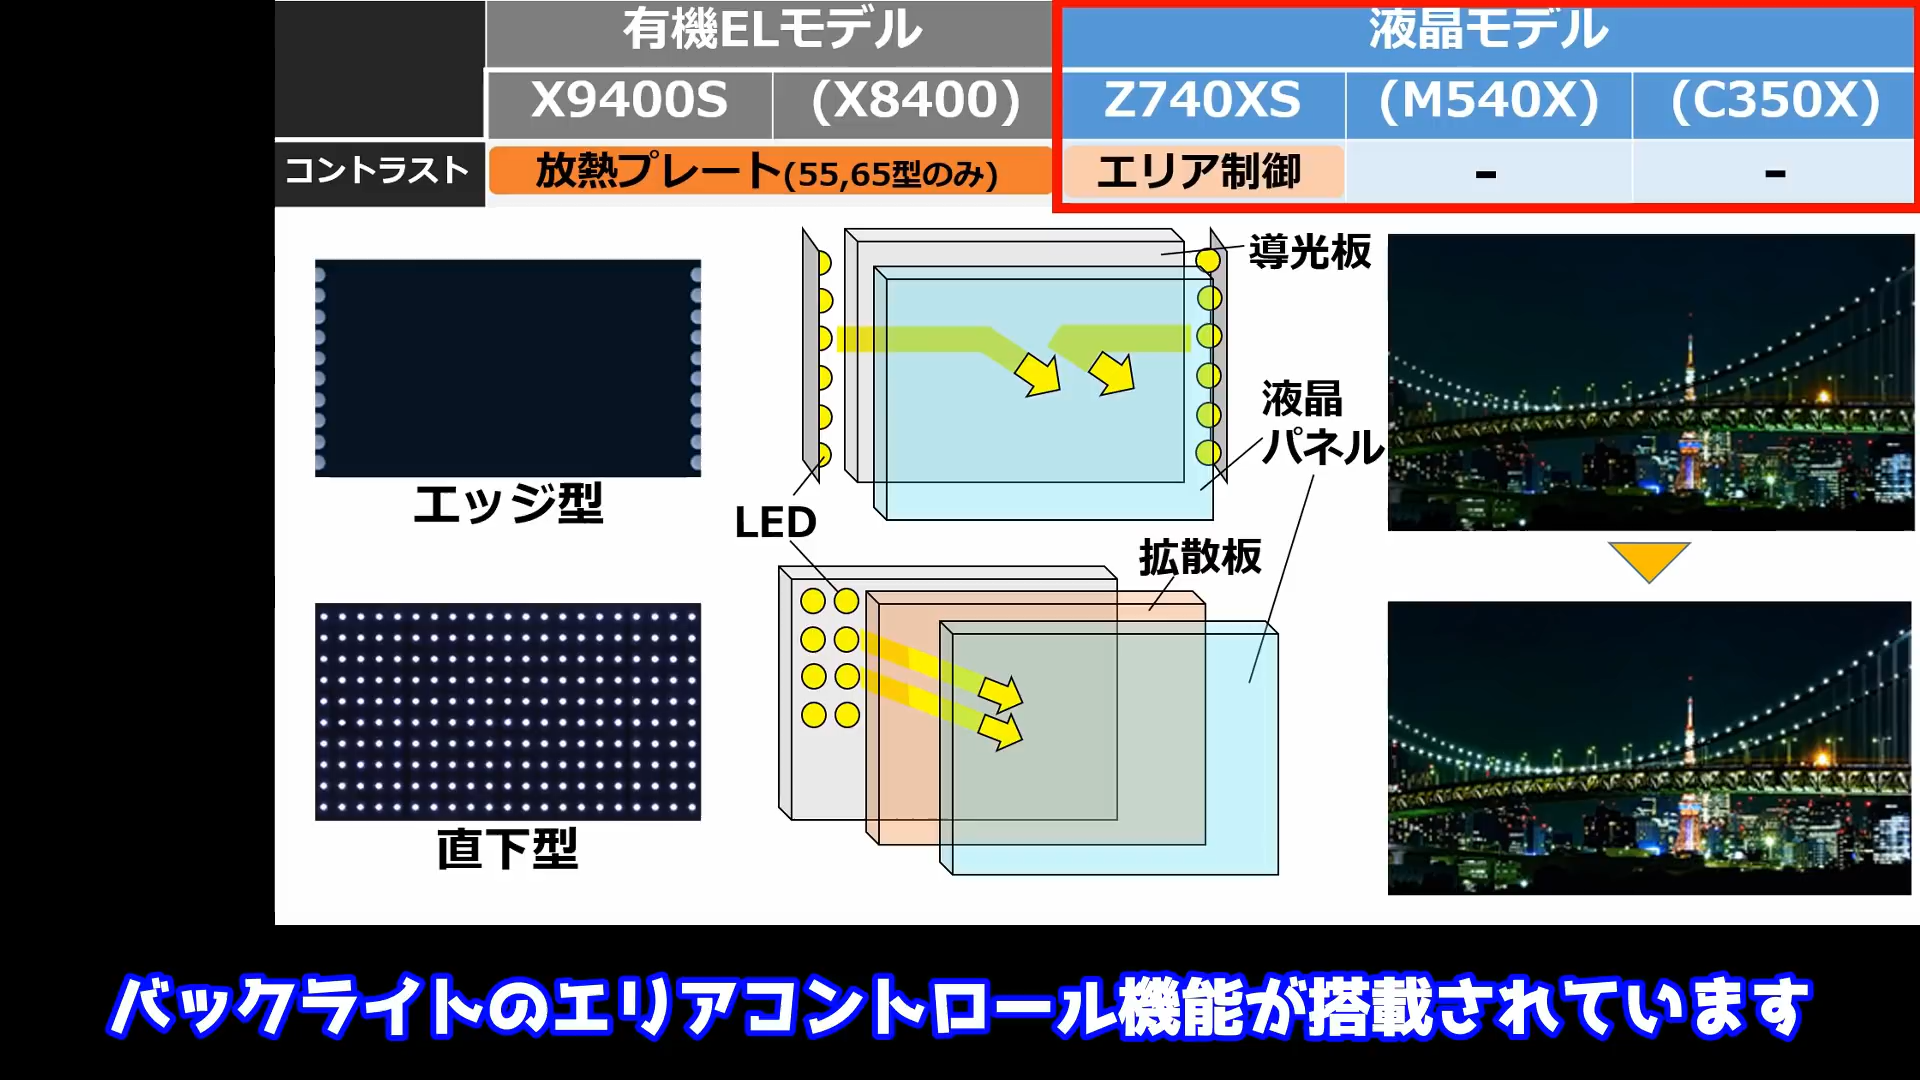 有機ELモデル
液晶モデル
X9400S
(X8400)
Z740XS
(M540X)
(C350X)
コントラスト
放熱プレート(55,65型のみ)
エリア制御
-
-
導光板
液晶
パネル
エッジ型
LED
拡散板
直下型
バックライトのエリアコントロール機能が搭載されています